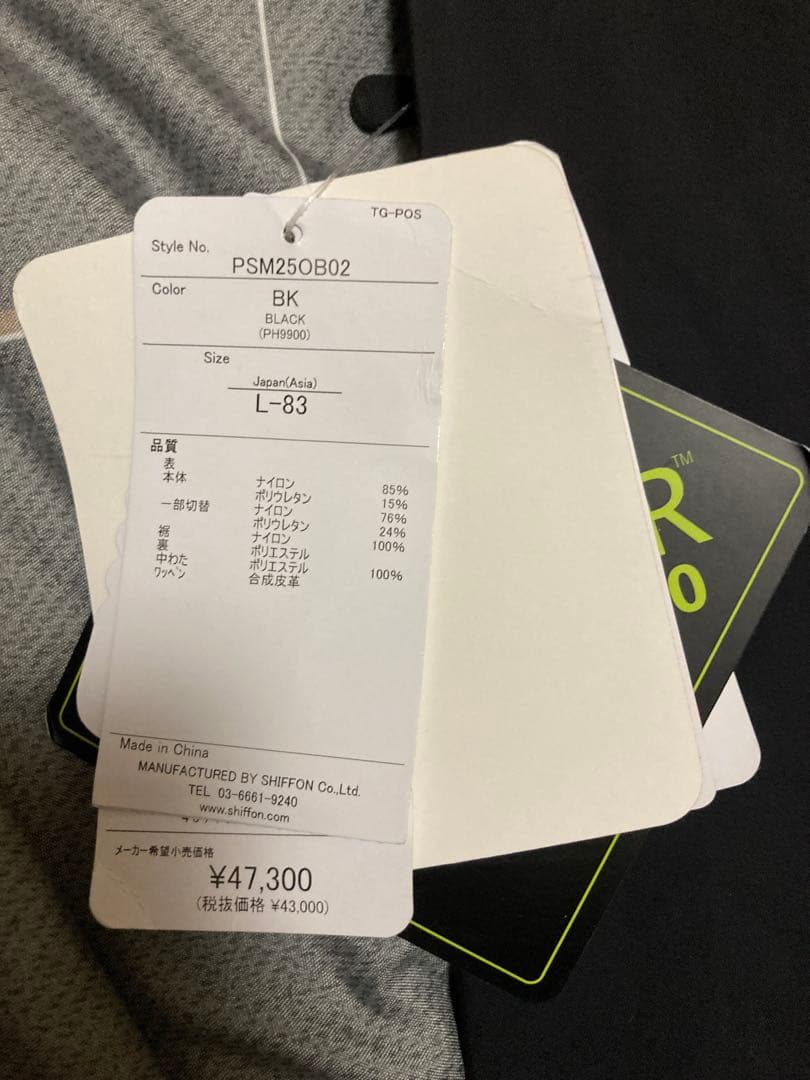 TG-POS
Style No.
PSM25OB02
Color
BK
BLACK
(PH9900)
Size
Japan(Asia)
L-83
品質
表
本体 ナイロン 85%
ポリウレタン 15%
一部切替 ナイロン 76%
ポリウレタン 24%
裾 ナイロン 100%
裏 ポリエステル
中わた ポリエステル 100%
ワッペン 合成皮革
Made in China
MANUFACTURED BY SHIFFON Co.,Ltd.
TEL 03-6661-9240
www.shiffon.com
メーカー希望小売価格
¥47,300
(税抜価格 ¥43,000)
R™
0